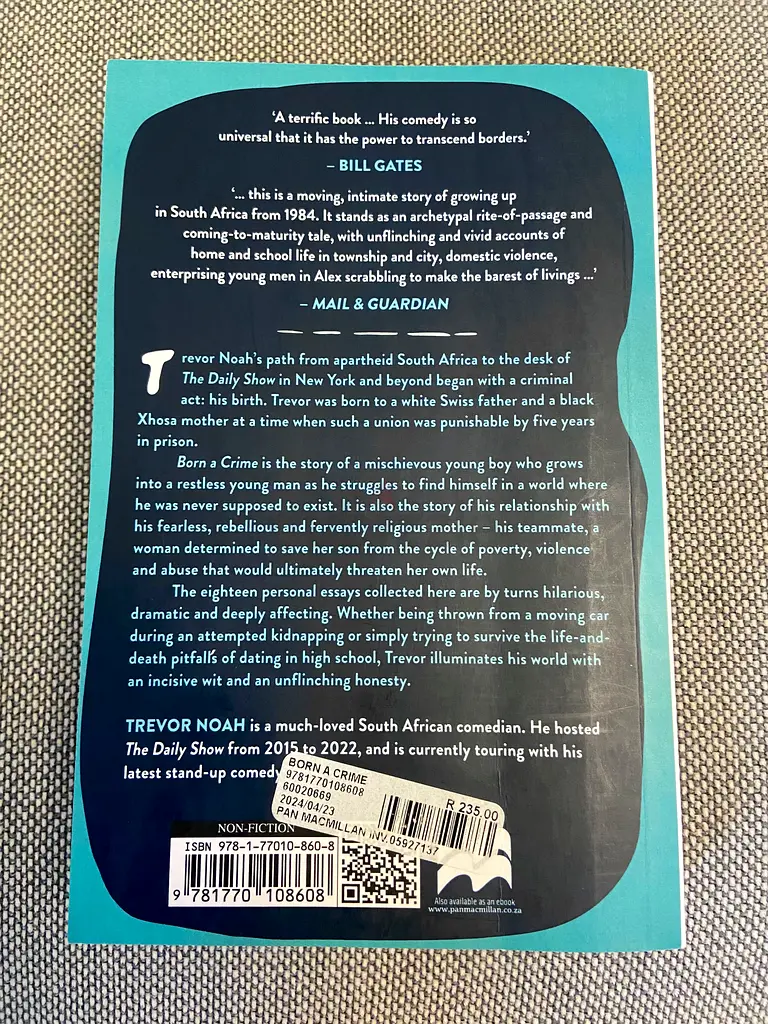 ‘A terrific book ... His comedy is so
universal that it has the power to transcend borders.’
– BILL GATES
‘... this is a moving, intimate story of growing up
in South Africa from 1984. It stands as an archetypal rite-of-passage and
coming-to-maturity tale, with unflinching and vivid accounts of
home and school life in township and city, domestic violence,
enterprising young men in Alex scrabbling to make the barest of livings ...’
– MAIL & GUARDIAN
Trevor Noah’s path from apartheid South Africa to the desk of
The Daily Show in New York and beyond began with a criminal
act: his birth. Trevor was born to a white Swiss father and a black
Xhosa mother at a time when such a union was punishable by five years
in prison.
Born a Crime is the story of a mischievous young boy who grows
into a restless young man as he struggles to find himself in a world where
he was never supposed to exist. It is also the story of his relationship with
his fearless, rebellious and fervently religious mother – his teammate, a
woman determined to save her son from the cycle of poverty, violence
and abuse that would ultimately threaten her own life.
The eighteen personal essays collected here are by turns hilarious,
dramatic and deeply affecting. Whether being thrown from a moving car
during an attempted kidnapping or simply trying to survive the life-and-
death pitfalls of dating in high school, Trevor illuminates his world with
an incisive wit and an unflinching honesty.
TREVOR NOAH is a much-loved South African comedian. He hosted
The Daily Show from 2015 to 2022, and is currently touring with his
latest stand-up comedy
BORN A CRIME
9781770108608
60020669
2024/04/23
R 235.00
PAN MACMILLAN INV.05927137
NON-FICTION
ISBN 978-1-77010-860-8
9 781770 108608
Also available as an ebook
www.panmacmillan.co.za